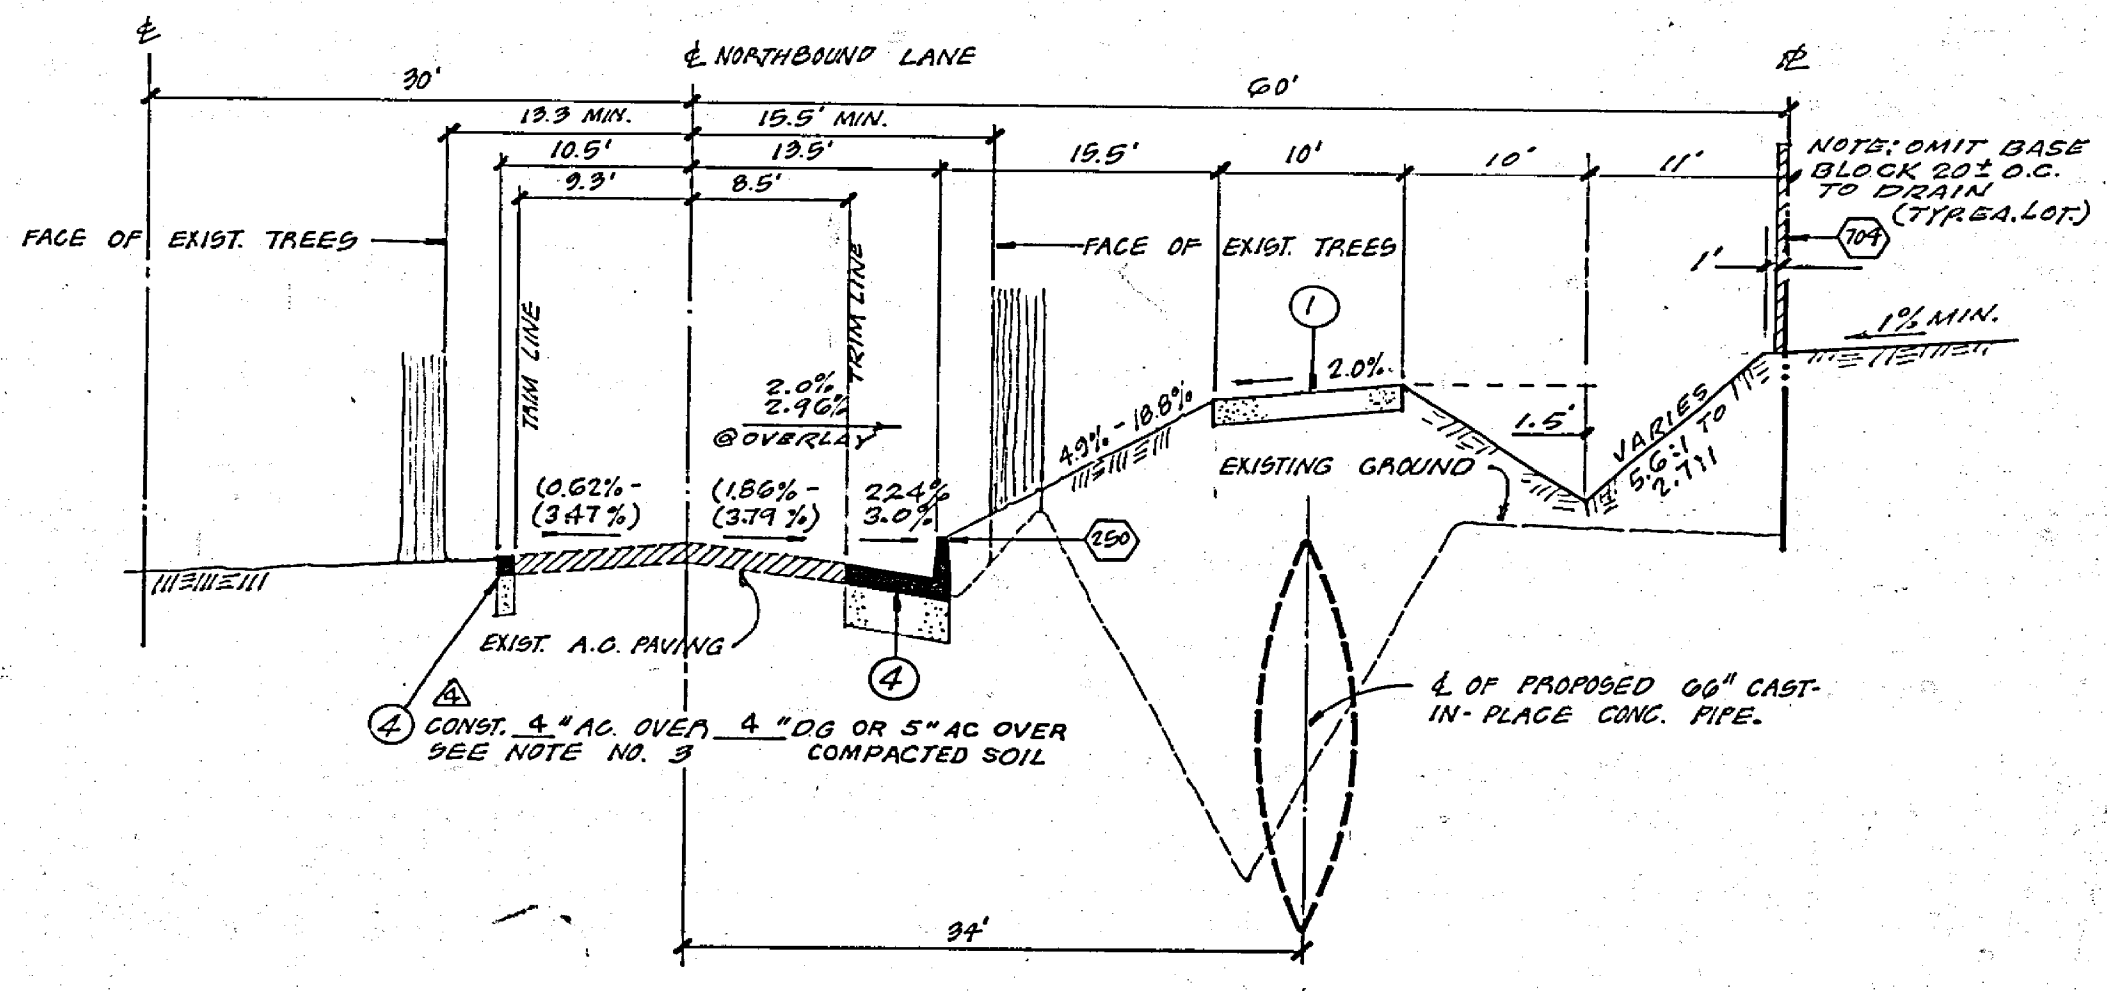 ℄
℄ NORTHBOUND LANE
℄
30'
60'
13.3 MIN.
15.5' MIN.
10.5'
13.5'
15.5'
10'
10'
11'
9.3'
8.5'
NOTE: OMIT BASE
BLOCK 20± O.C.
TO DRAIN
(TYP. EA. LOT.)
704
FACE OF EXIST. TREES
FACE OF EXIST. TREES
TRIM LINE
TRIM LINE
1'
1% MIN.
1
2.0%
2.0%
2.96%
@ OVERLAY
4.9% - 18.8%
1.5'
VARIES
5.6:1 TO
2.7:1
EXISTING GROUND
(0.62% -
(3.47%)
(1.86% -
(3.79%)
2.24%
3.0%
250
EXIST. A.C. PAVING
4
4
4
CONST. 4 " AC. OVER 4 " DG OR 5" AC OVER
SEE NOTE NO. 3 COMPACTED SOIL
℄ OF PROPOSED 66" CAST-
IN-PLACE CONC. PIPE.
34'